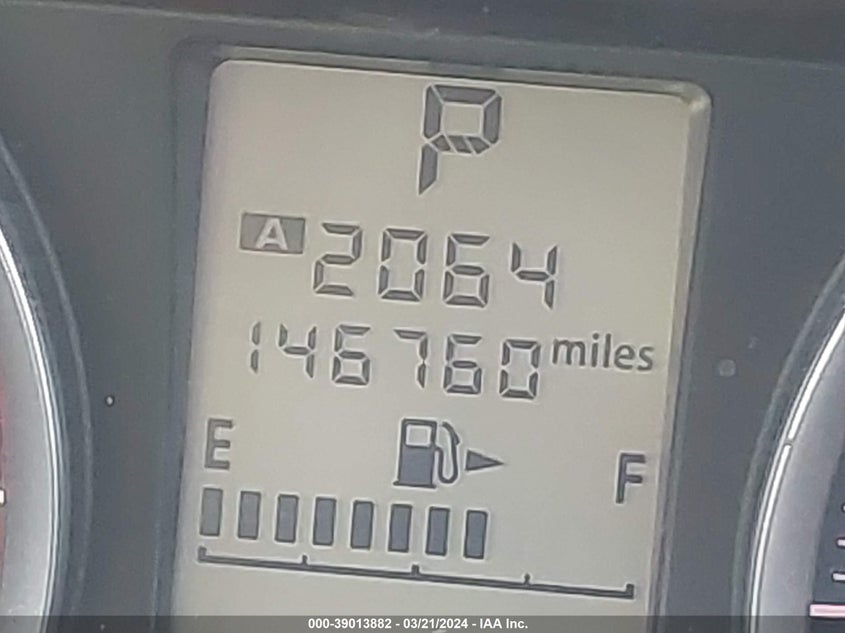 P
A 2064
146760 miles
E F
000-39013882 - 03/21/2024 - IAA Inc.